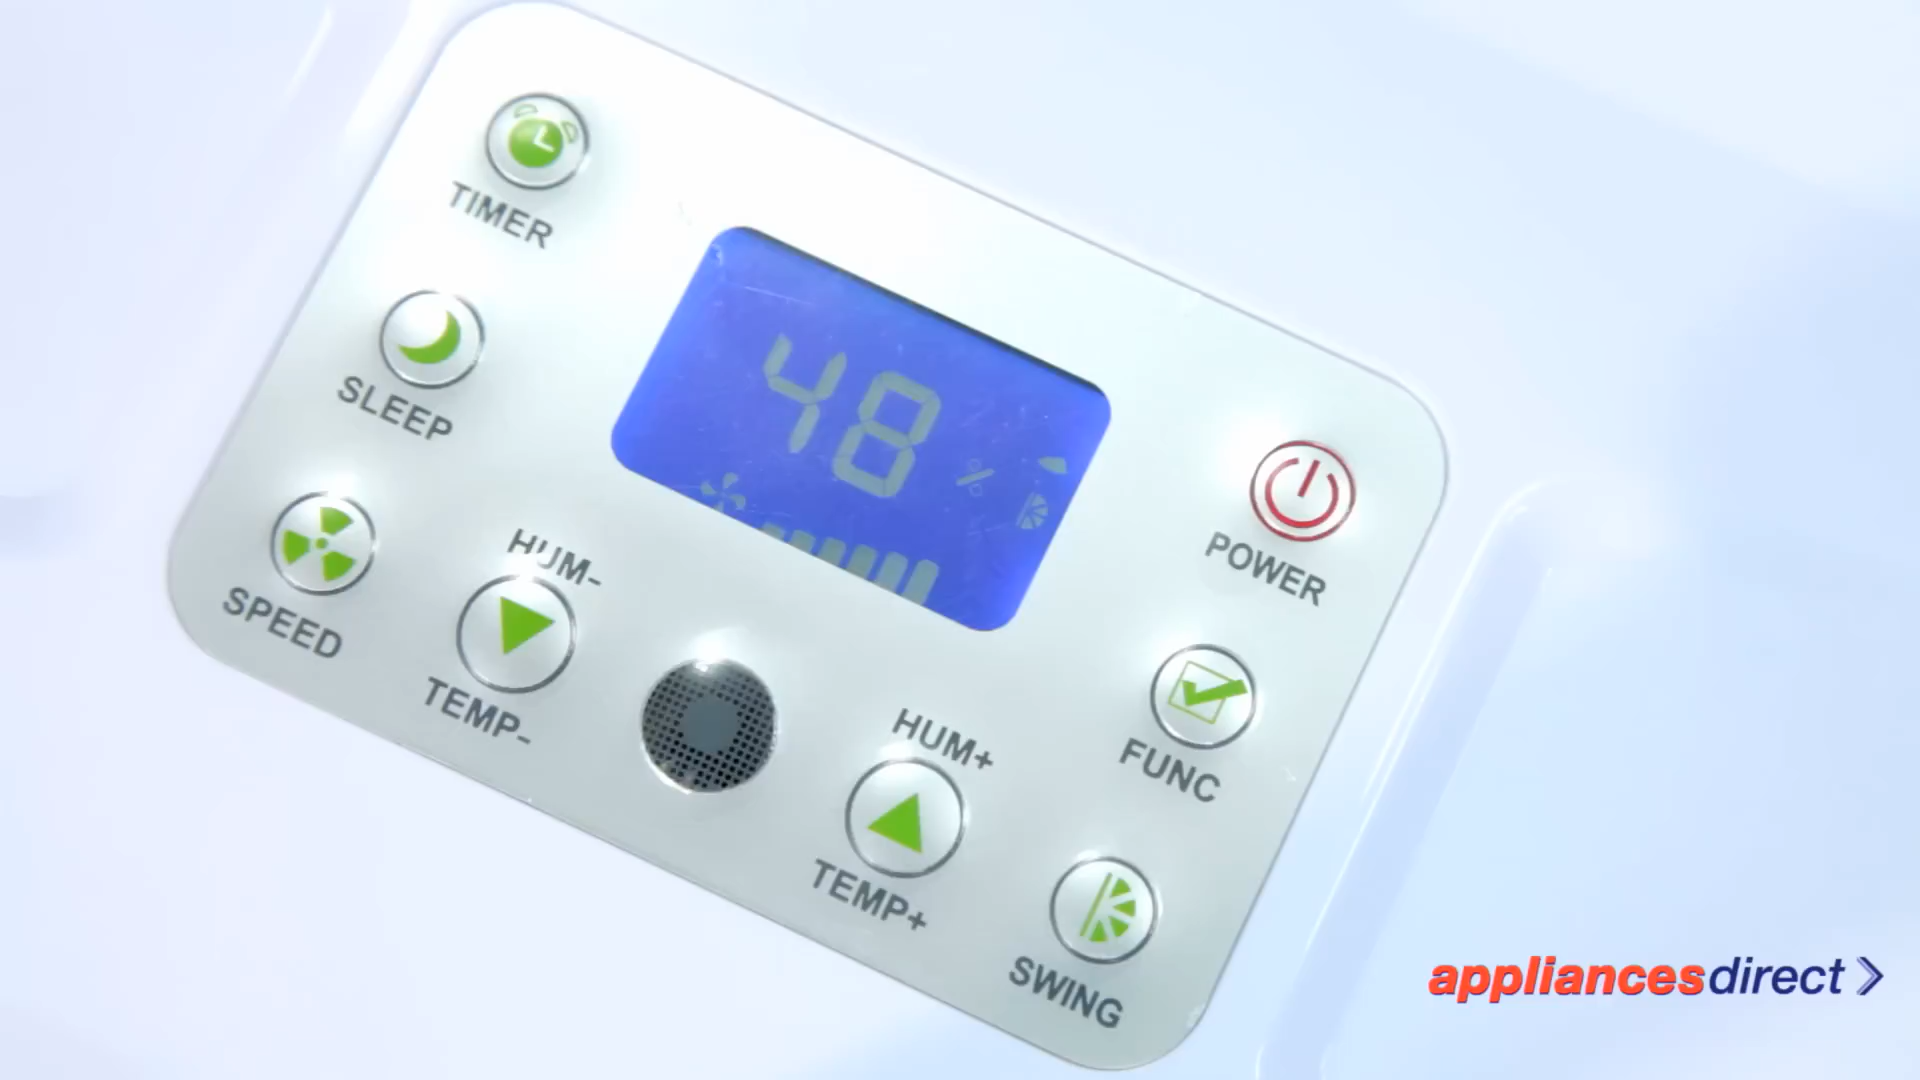 TIMER
SLEEP
SPEED
48 %
HUM-
TEMP-
HUM+
TEMP+
POWER
FUNC
SWING
appliancesdirect